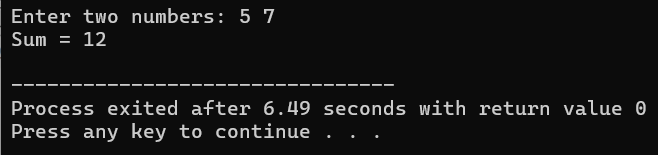 Enter two numbers: 5 7
Sum = 12
--------------------------------
Process exited after 6.49 seconds with return value 0
Press any key to continue . . .